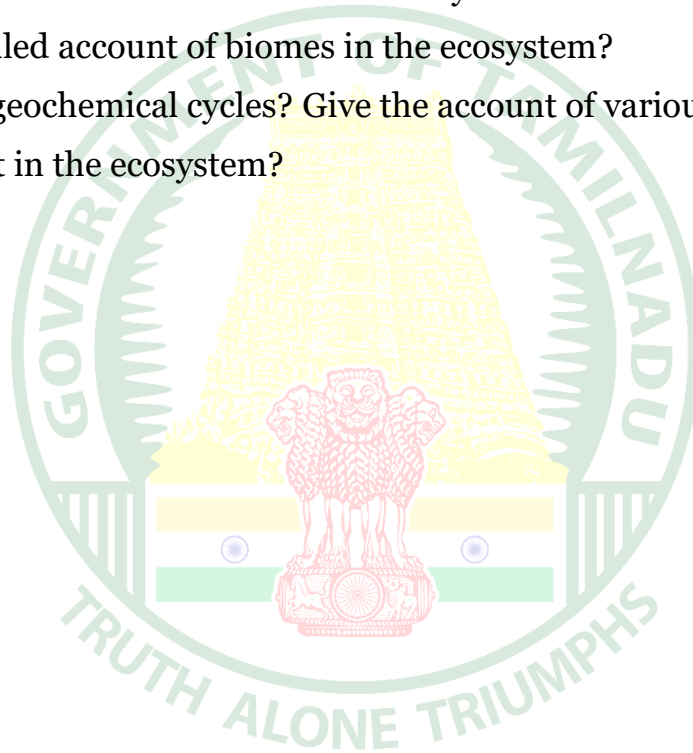 lled account of biomes in the ecosystem?
geochemical cycles? Give the account of variou
t in the ecosystem?
GOVERNMENT OF TAMILNADU
TRUTH ALONE TRIUMPHS